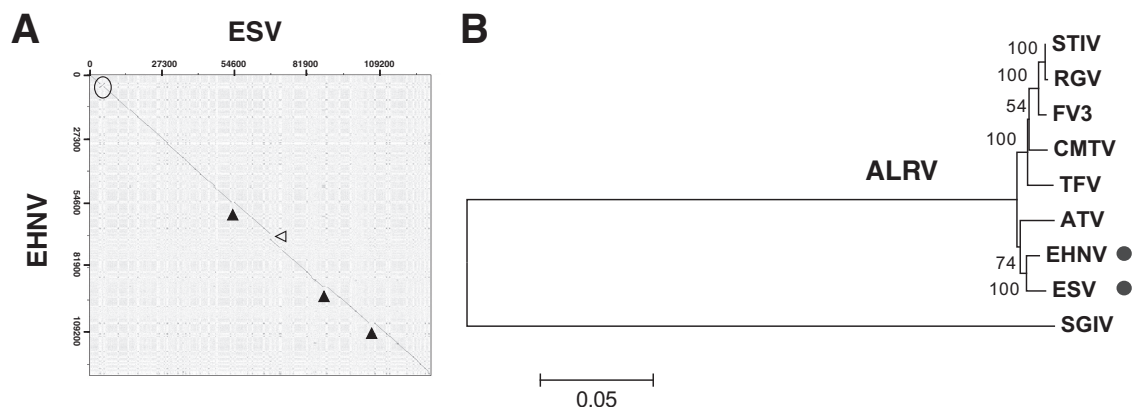 A
ESV
0 27300 54600 81900 109200
EHNV
0 27300 54600 81900 109200
B
STIV
100
RGV
100
FV3
54
CMTV
100
TFV
ALRV
ATV
EHNV
74
ESV
100
SGIV
0.05